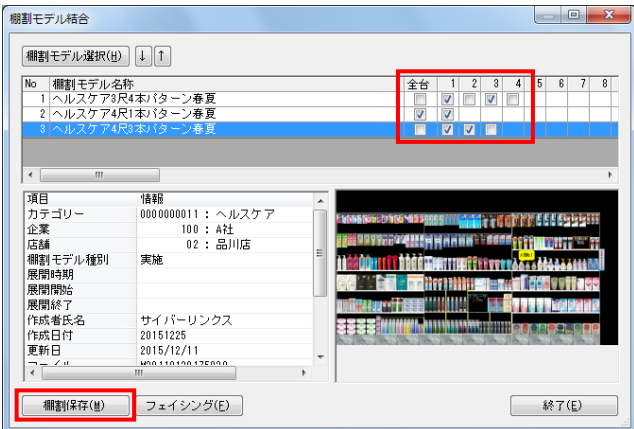 棚割モデル結合
棚割モデル選択(H) ↓ ↑
No 棚割モデル名称 全台 1 2 3 4 5 6 7 8
1 ヘルスケア3尺4本パターン春夏
2 ヘルスケア4尺1本パターン春夏
3 ヘルスケア4尺3本パターン春夏
項目 情報
カテゴリー 0000000011 : ヘルスケア
企業 100 : A社
店舗 02 : 品川店
棚割モデル種別 実施
展開時期
展開開始
展開終了
作成者氏名 サイバーリンクス
作成日付 20151225
更新日 2015/12/11
棚割保存(M) フェイシング(E) 終了(E)